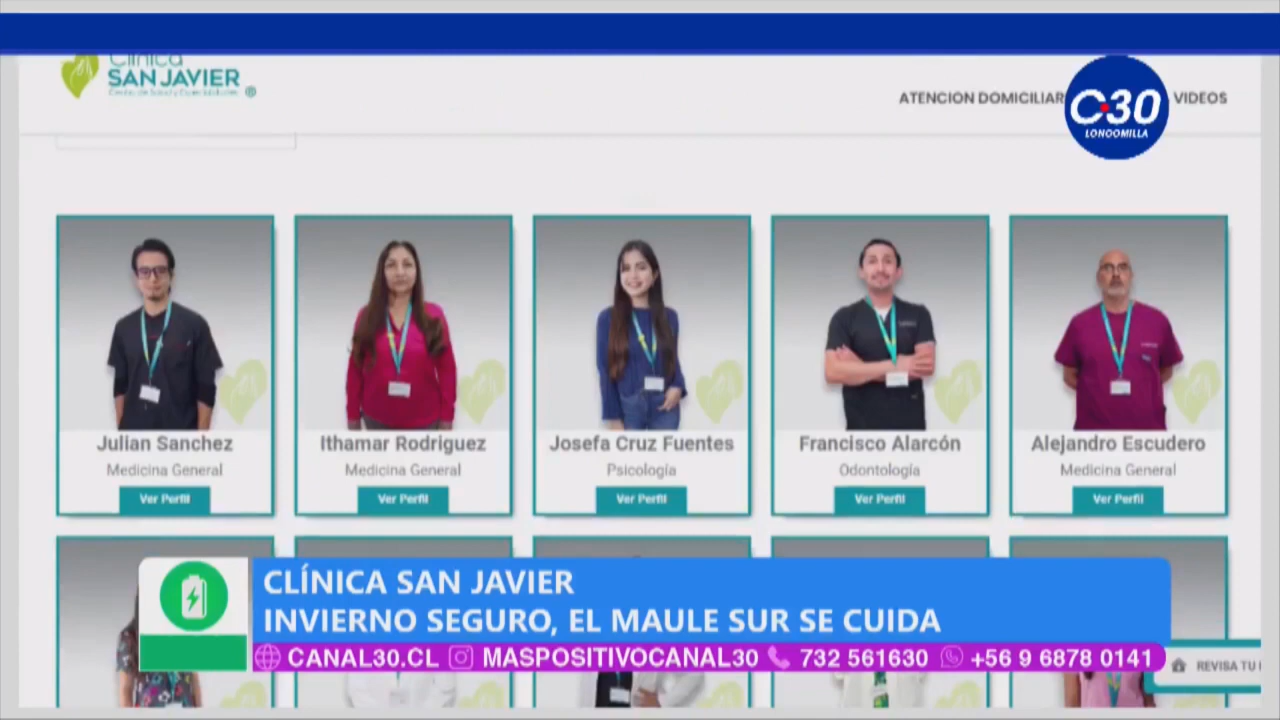 Clínica
SAN JAVIER
ATENCION DOMICILIAR
VIDEOS
C30
LONCOMILLA
Julian Sanchez
Medicina General
Ver Perfil
Ithamar Rodriguez
Medicina General
Ver Perfil
Josefa Cruz Fuentes
Psicología
Ver Perfil
Francisco Alarcón
Odontología
Ver Perfil
Alejandro Escudero
Medicina General
Ver Perfil
CLÍNICA SAN JAVIER
INVIERNO SEGURO, EL MAULE SUR SE CUIDA
CANAL30.CL MASPOSITIVOCANAL30 732 561630 +56 9 6878 0141
REVISA TU